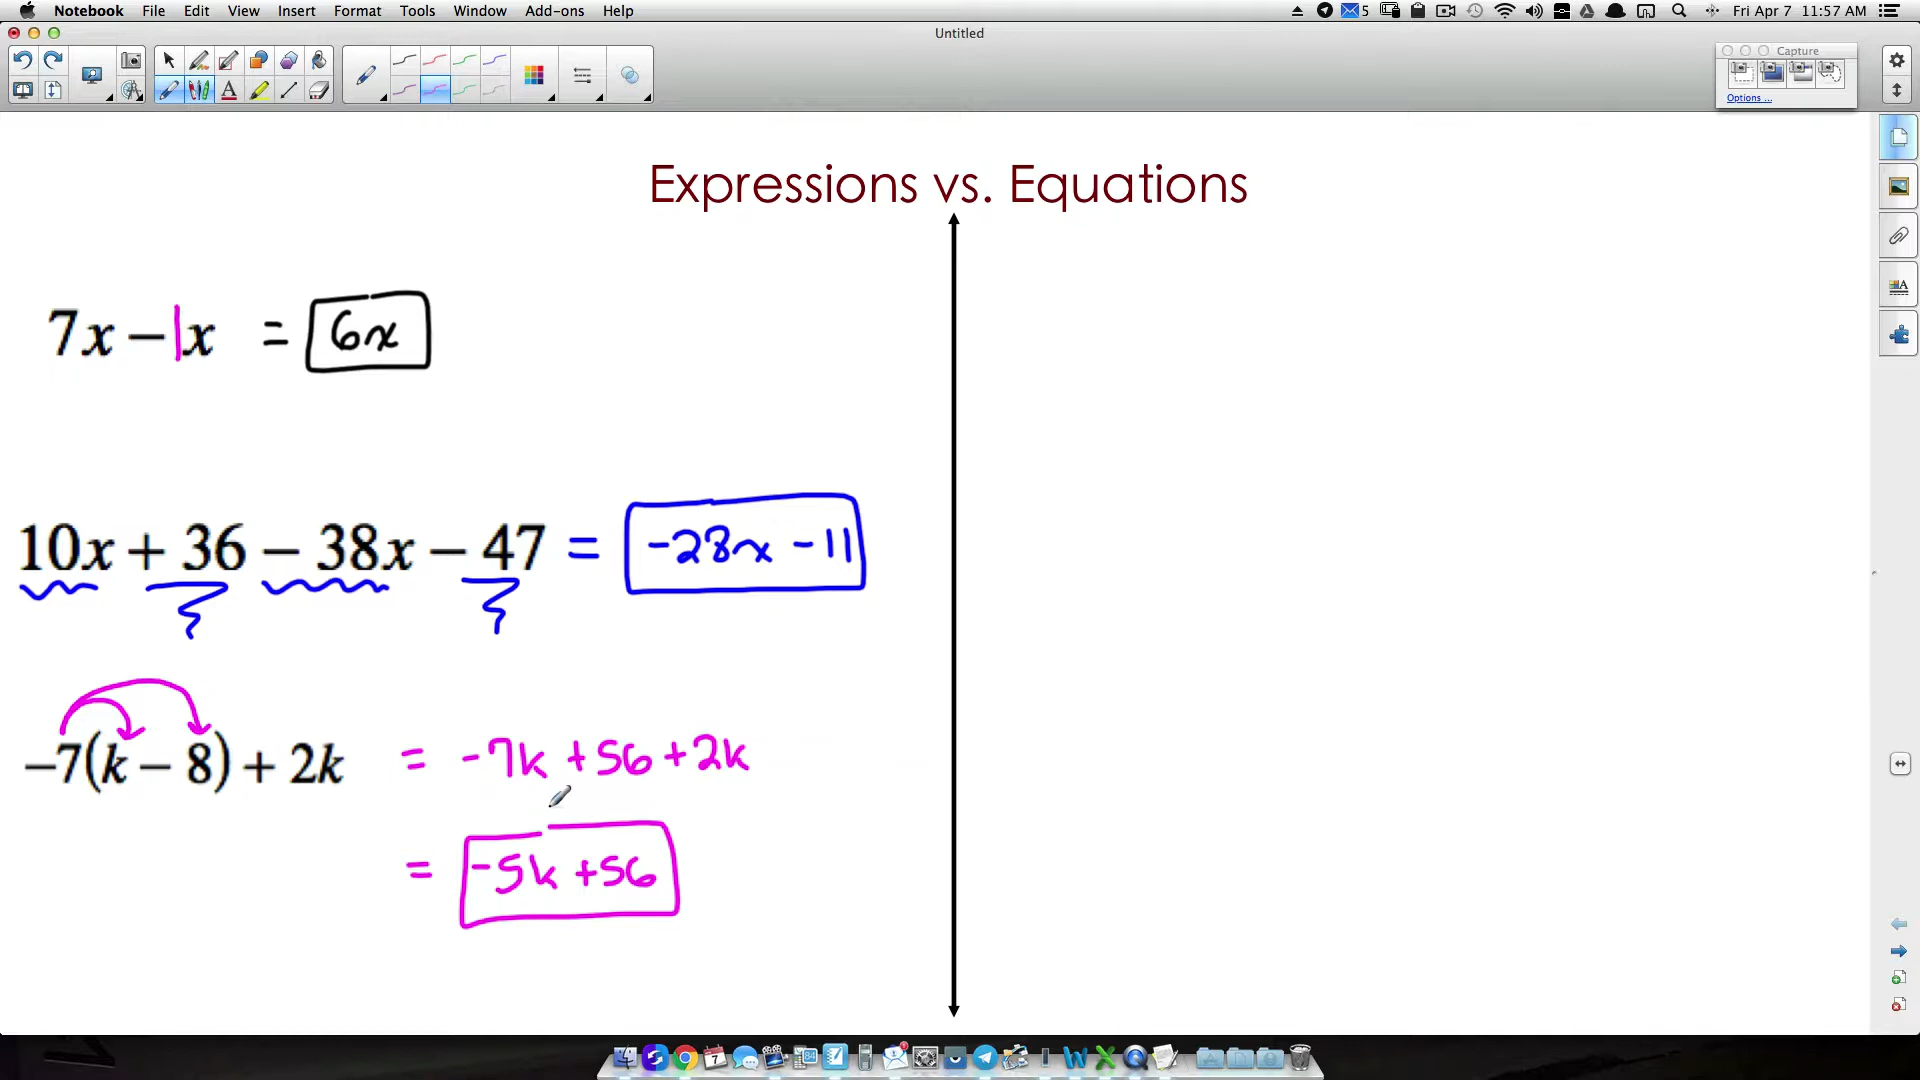 Notebook File Edit View Insert Format Tools Window Add-ons Help 5 Fri Apr 7 11:57 AM
Untitled
Capture
Options ...
Expressions vs. Equations
7x − 1x = 6x
10x + 36 − 38x − 47 = -28x - 11
−7(k − 8) + 2k = -7k + 56 + 2k
= -5k + 56